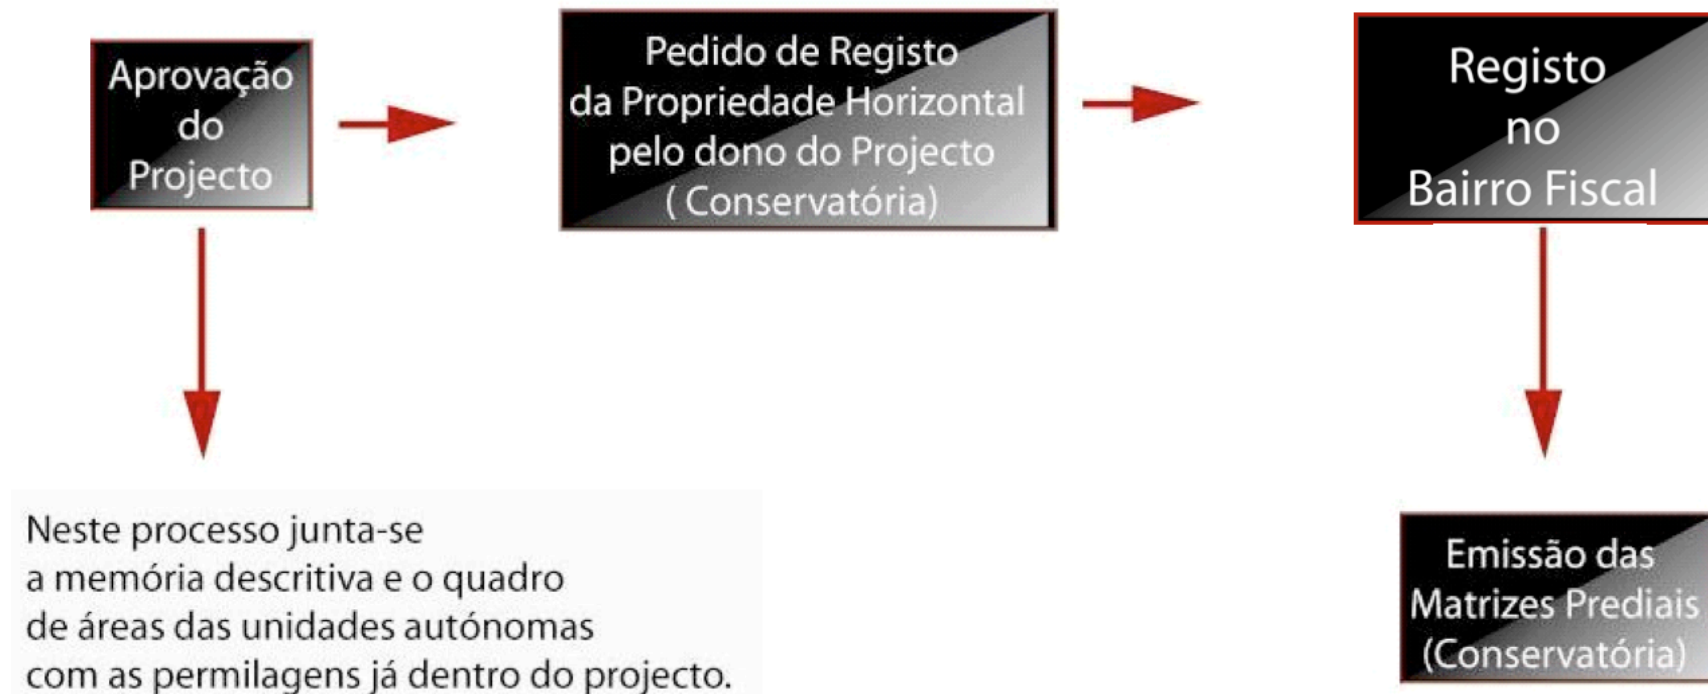 Aprovação
do
Projecto
Pedido de Registo
da Propriedade Horizontal
pelo dono do Projecto
( Conservatória)
Registo
no
Bairro Fiscal
Neste processo junta-se
a memória descritiva e o quadro
de áreas das unidades autónomas
com as permilagens já dentro do projecto.
Emissão das
Matrizes Prediais
(Conservatória)